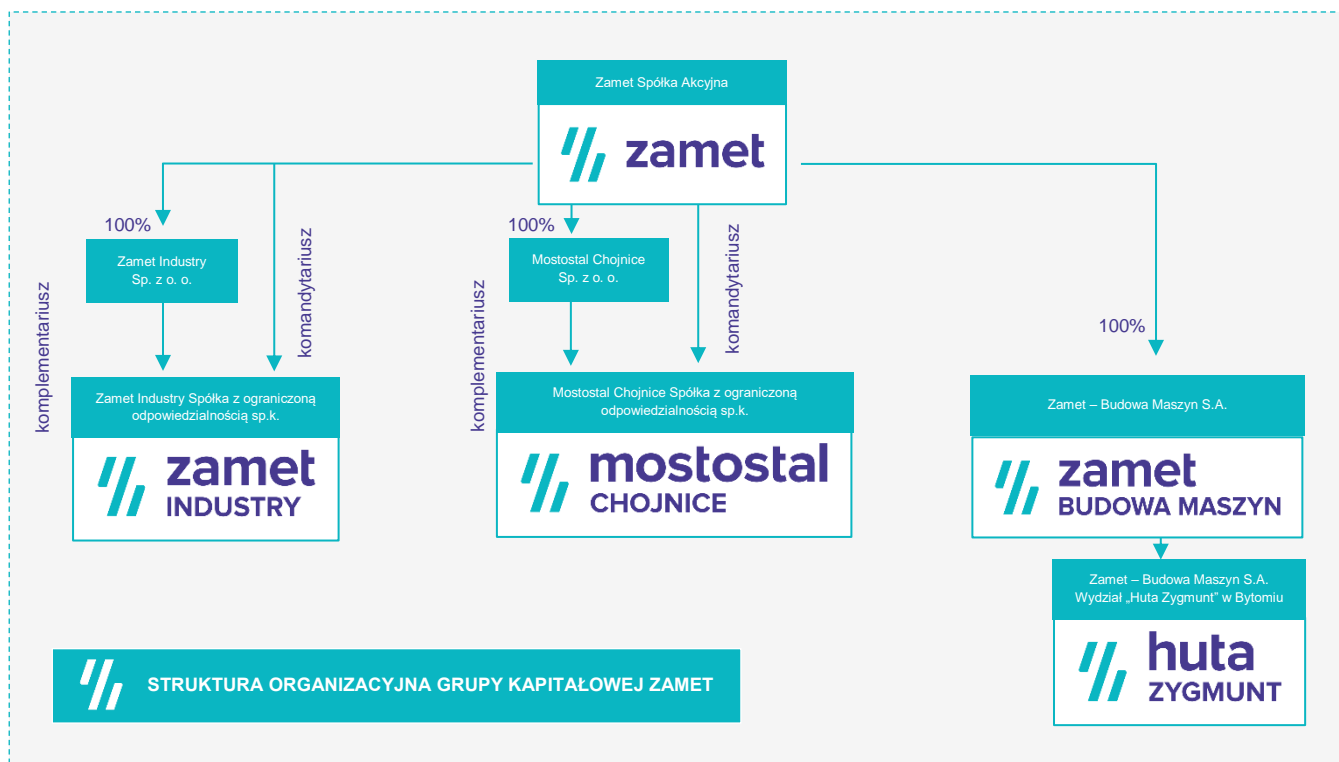 Zamet Spółka Akcyjna
zamet
100%
100%
komandytariusz
komandytariusz
Zamet Industry
Sp. z o. o.
Mostostal Chojnice
Sp. z o. o.
komplementariusz
komplementariusz
100%
Zamet Industry Spółka z ograniczoną
odpowiedzialnością sp.k.
zamet
INDUSTRY
Mostostal Chojnice Spółka z ograniczoną
odpowiedzialnością sp.k.
mostostal
CHOJNICE
Zamet – Budowa Maszyn S.A.
zamet
BUDOWA MASZYN
Zamet – Budowa Maszyn S.A.
Wydział „Huta Zygmunt” w Bytomiu
huta
ZYGMUNT
STRUKTURA ORGANIZACYJNA GRUPY KAPITAŁOWEJ ZAMET